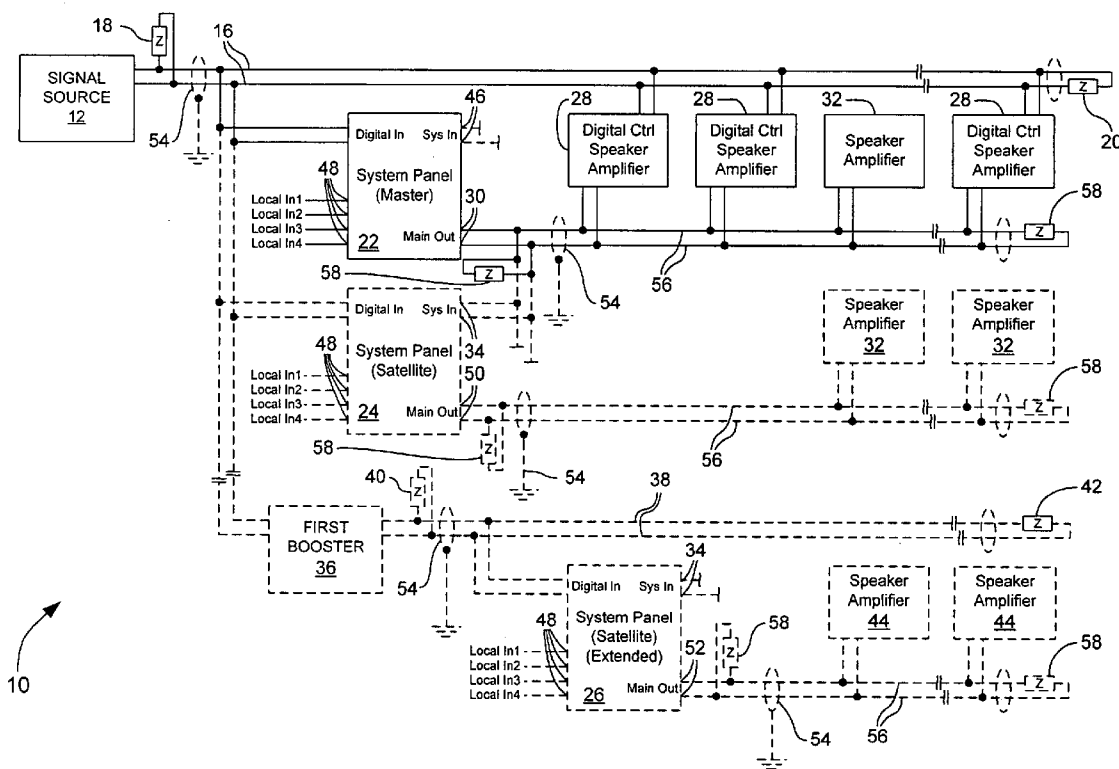 18
16
SIGNAL
SOURCE
12
Z
54
46
28
28
32
28
Z
20
Digital In
Sys In
System Panel
(Master)
48
Local In1
Local In2
Local In3
Local In4
22
Main Out
30
Digital Ctrl
Speaker
Amplifier
Digital Ctrl
Speaker
Amplifier
Speaker
Amplifier
Digital Ctrl
Speaker
Amplifier
58
Z
58
Z
54
56
Digital In
Sys In
System Panel
(Satellite)
34
48
50
Local In1
Local In2
Local In3
Local In4
24
Main Out
Speaker
Amplifier
32
Speaker
Amplifier
32
58
Z
58
Z
54
56
40
Z
38
42
Z
FIRST
BOOSTER
36
54
Digital In
Sys In
34
System Panel
(Satellite)
(Extended)
48
Local In1
Local In2
Local In3
Local In4
26
Main Out
52
58
Z
Speaker
Amplifier
44
Speaker
Amplifier
44
58
Z
54
56
10